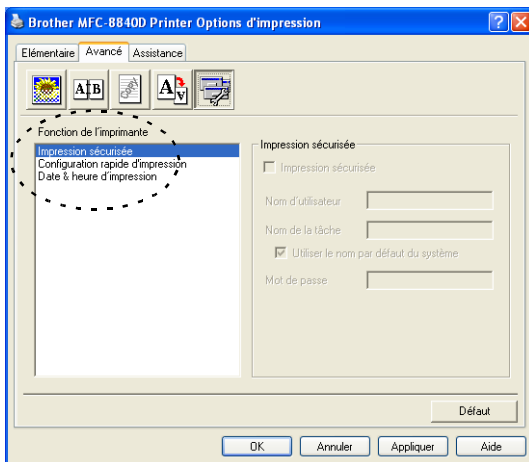 Brother MFC-8840D Printer Options d'impression
Elémentaire Avancé Assistance
A B
A A
Fonction de l'imprimante
Impression sécurisée
Configuration rapide d'impression
Date & heure d'impression
Impression sécurisée
Impression sécurisée
Nom d'utilisateur
Nom de la tâche
Utiliser le nom par défaut du système
Mot de passe
Défaut
OK Annuler Appliquer Aide